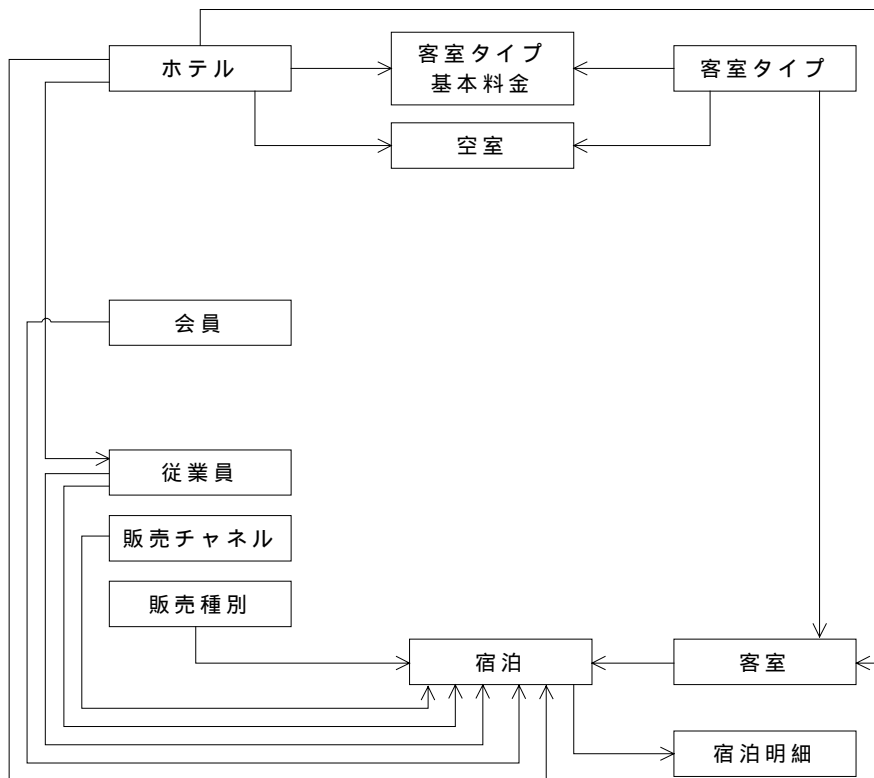 ホテル
客室タイプ
基本料金
客室タイプ
空室
会員
従業員
販売チャネル
販売種別
宿泊
客室
宿泊明細